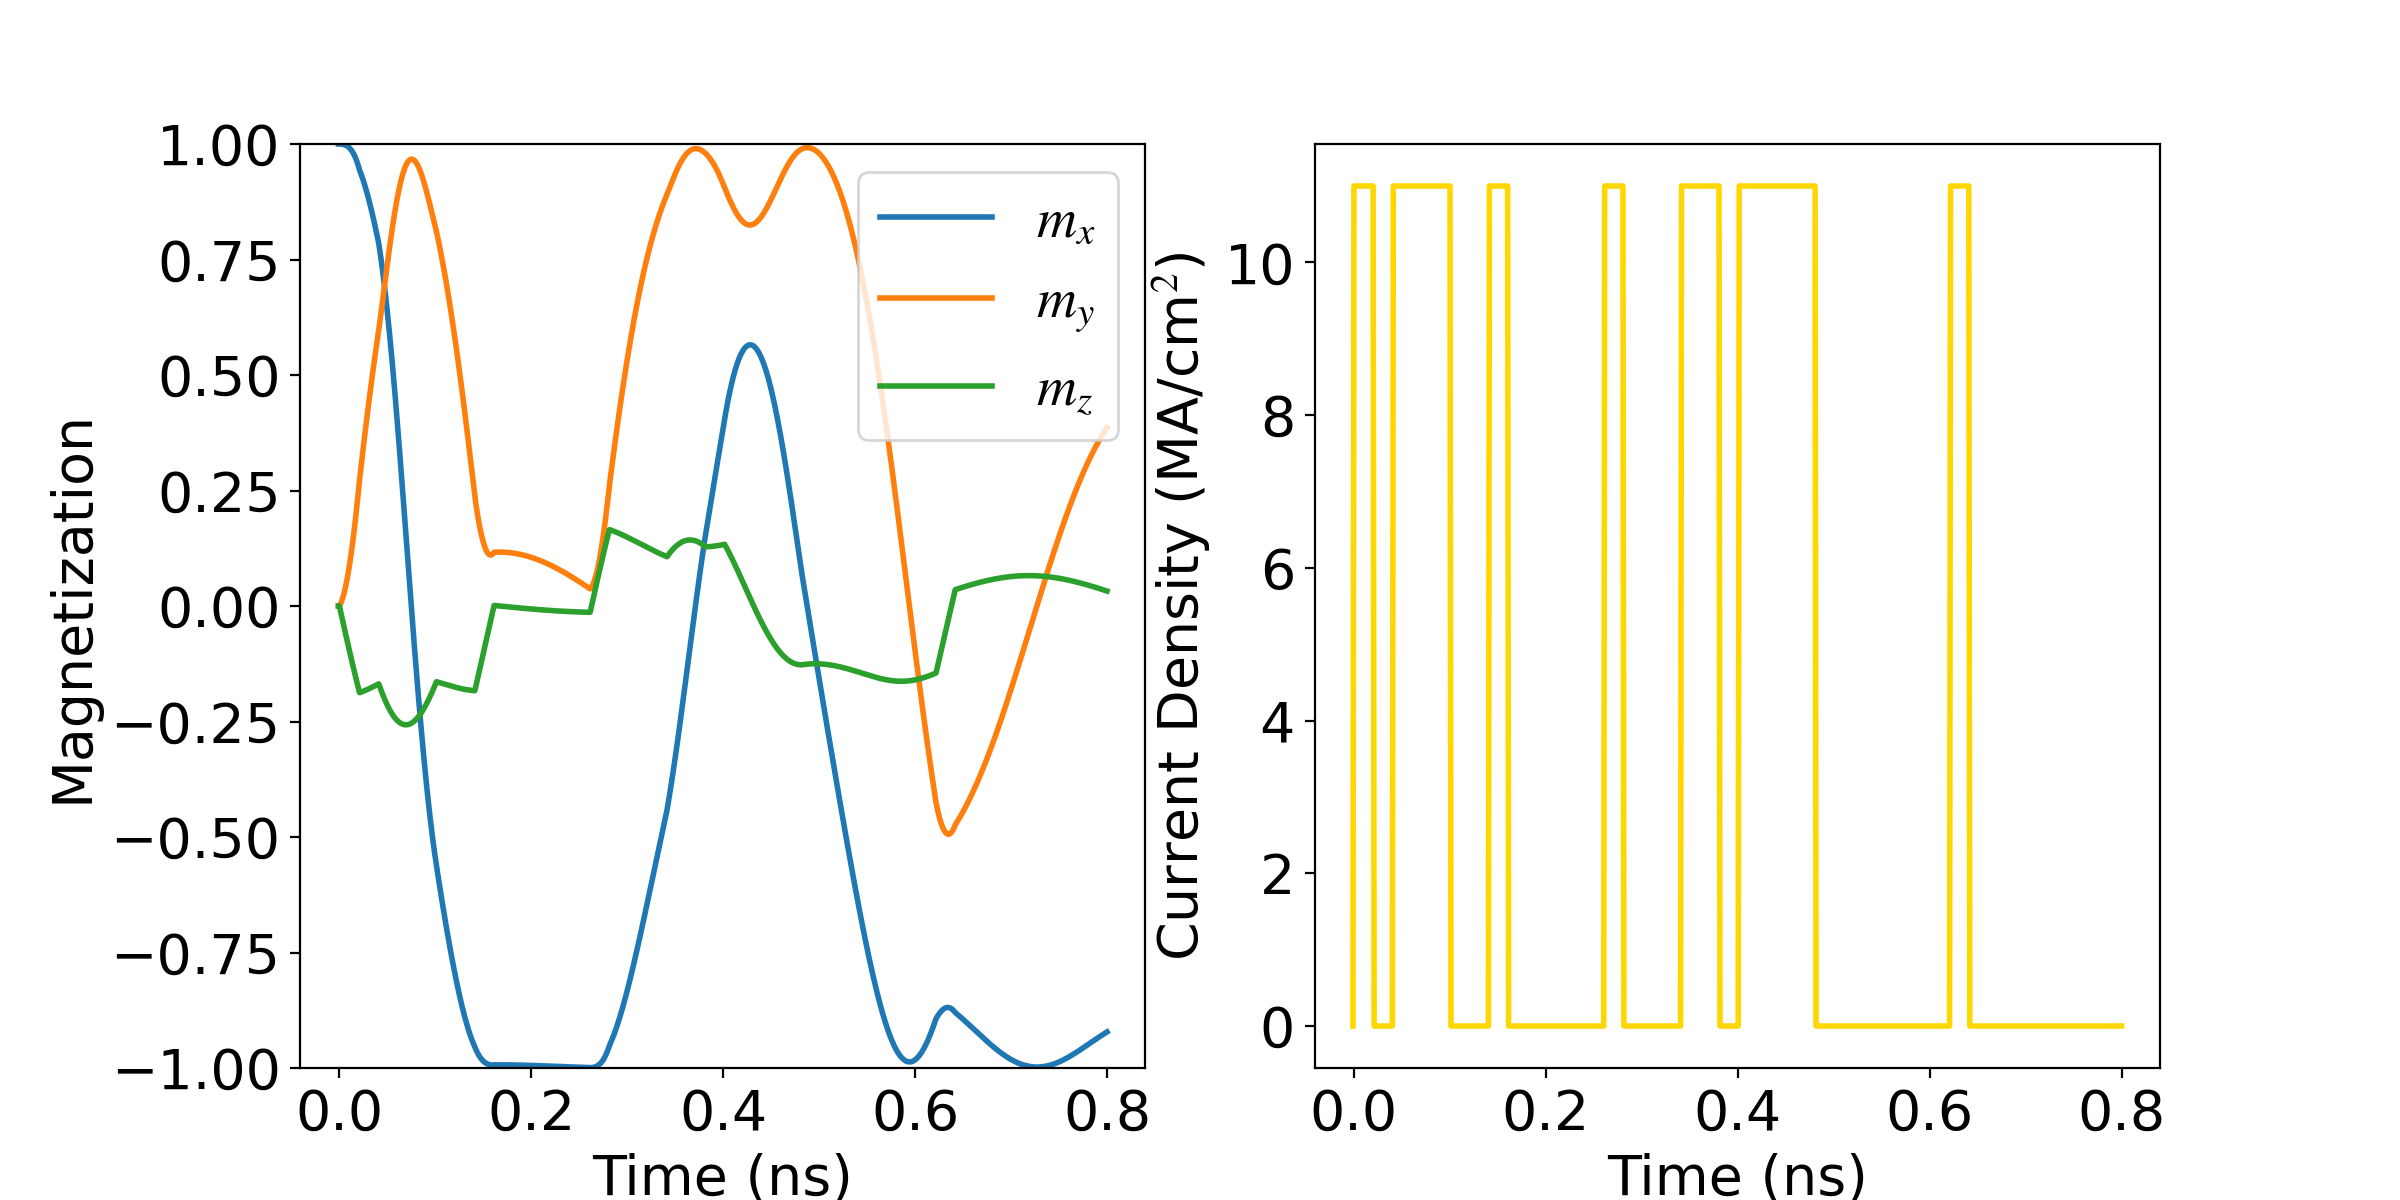 1.00
0.75
0.50
0.25
0.00
−0.25
−0.50
−0.75
−1.00
Magnetization
0.0 0.2 0.4 0.6 0.8
Time (ns)
m_x
m_y
m_z
Current Density (MA/cm²)
10
8
6
4
2
0
0.0 0.2 0.4 0.6 0.8
Time (ns)